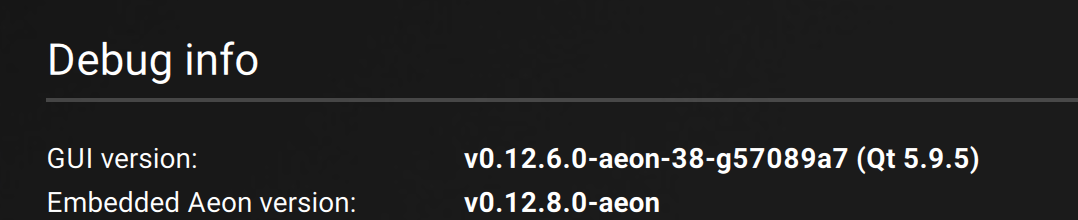 Debug info
GUI version: v0.12.6.0-aeon-38-g57089a7 (Qt 5.9.5)
Embedded Aeon version: v0.12.8.0-aeon